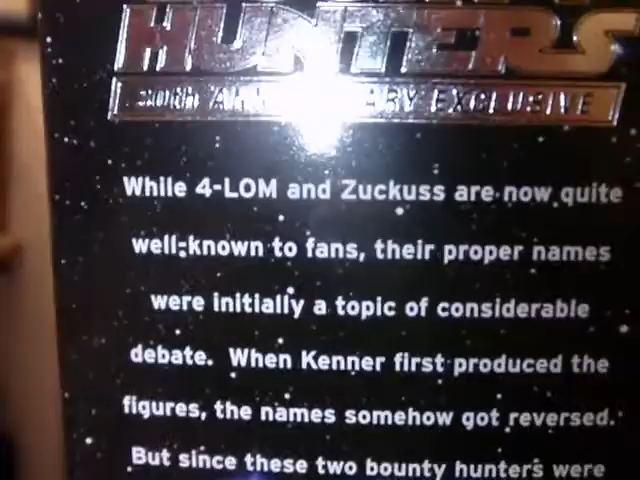 HUNTERS
EXCLUSIVE
While 4-LOM and Zuckuss are now quite
well-known to fans, their proper names
were initially a topic of considerable
debate. When Kenner first produced the
figures, the names somehow got reversed.
But since these two bounty hunters were